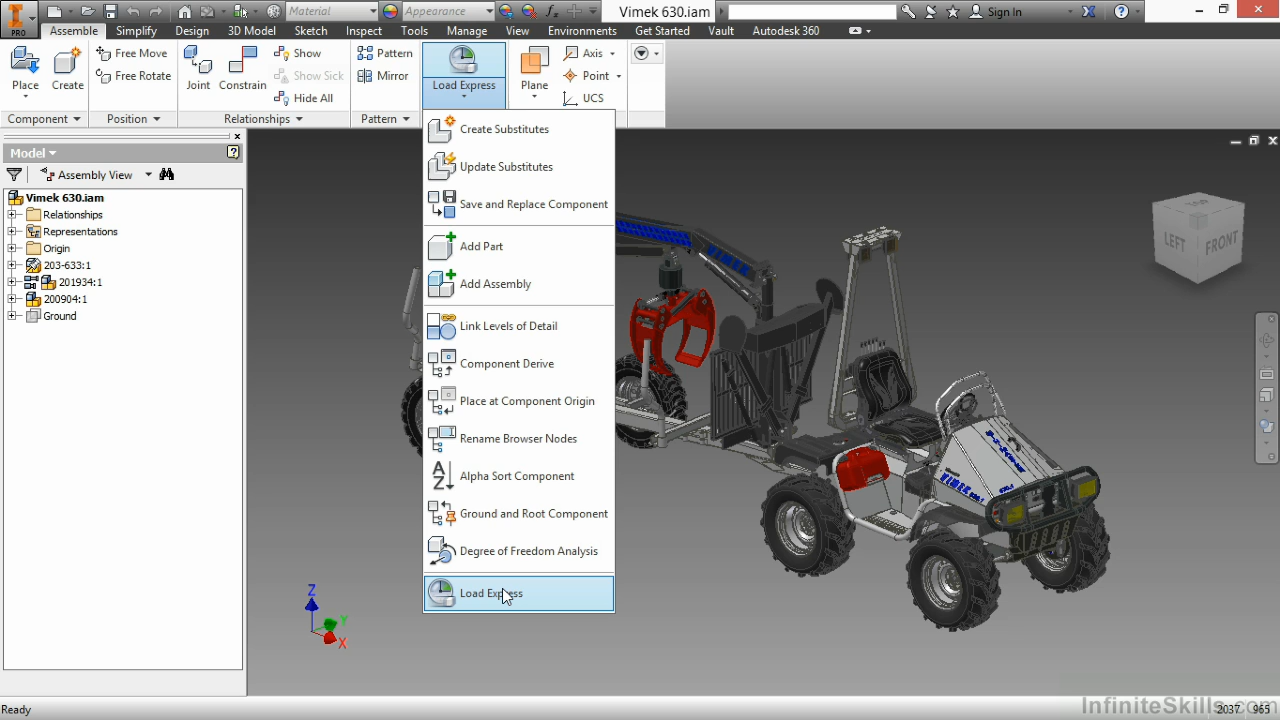 Material
Appearance
Vimek 630.iam
Sign In
PRO
Assemble Simplify Design 3D Model Sketch Inspect Tools Manage View Environments Get Started Vault Autodesk 360
Free Move
Show
Pattern
Axis
Free Rotate
Show Sick
Mirror
Point
Place Create Joint Constrain Load Express Plane
Hide All
UCS
Component Position Relationships Pattern
Model
Assembly View
Vimek 630.iam
Relationships
Representations
Origin
203-633:1
201934:1
200904:1
Ground
Create Substitutes
Update Substitutes
Save and Replace Component
Add Part
Add Assembly
Link Levels of Detail
Component Derive
Place at Component Origin
Rename Browser Nodes
Alpha Sort Component
Ground and Root Component
Degree of Freedom Analysis
Load Express
VIMEK
TOP
LEFT
FRONT
VIMEK
Z
Y
X
Ready
InfiniteSkills.com
2037 965